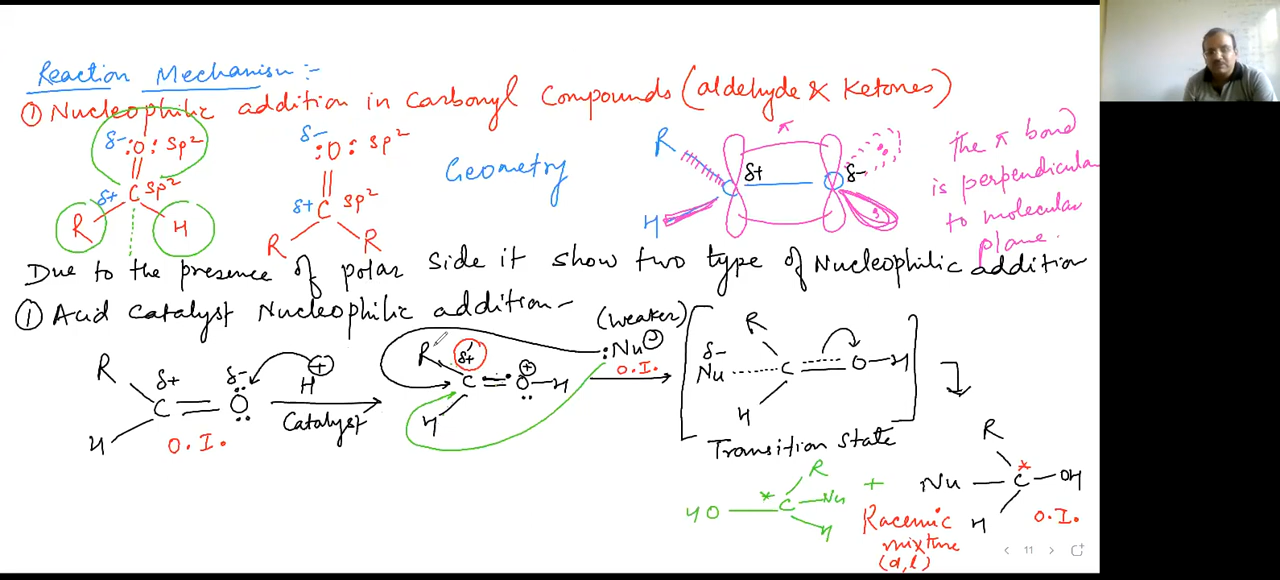 Reaction Mechanism :-
① Nucleophilic addition in Carbonyl Compounds (aldehyde & Ketones)
δ- :O: sp²
δ+ C sp²
R H
δ- :O: sp²
δ+ C sp²
R R
Geometry
R H δ+ δ- π
The π bond
is perpendicular
to molecular
plane.
Due to the presence of polar side it show two type of Nucleophilic addition
① Acid Catalyst Nucleophilic addition -
R δ+ δ- C O H
O.I.
H⊕
Catalyst
R δ+ C O ⊕ H H
(weaker)
:Nu⊖
O.I.
R δ- Nu C O-H H
Transition State
HO-C*-Nu R H
+
Nu-C*-OH R H
O.I.
Racemic
mixture
(d,l)
< 11 >